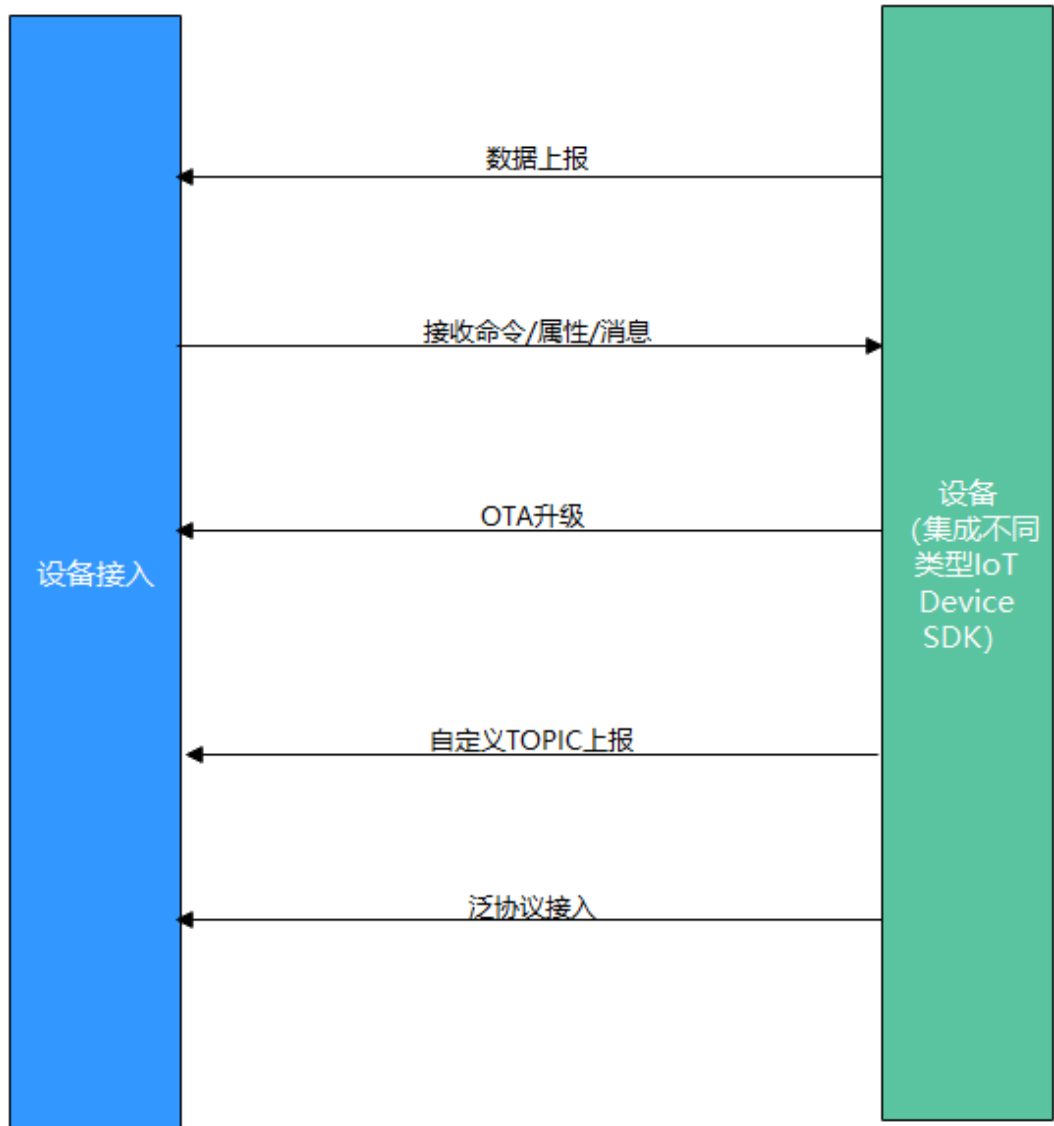 数据上报
接收命令/属性/消息
OTA升级
设备接入
设备
(集成不同
类型IoT
Device
SDK)
自定义TOPIC上报
泛协议接入